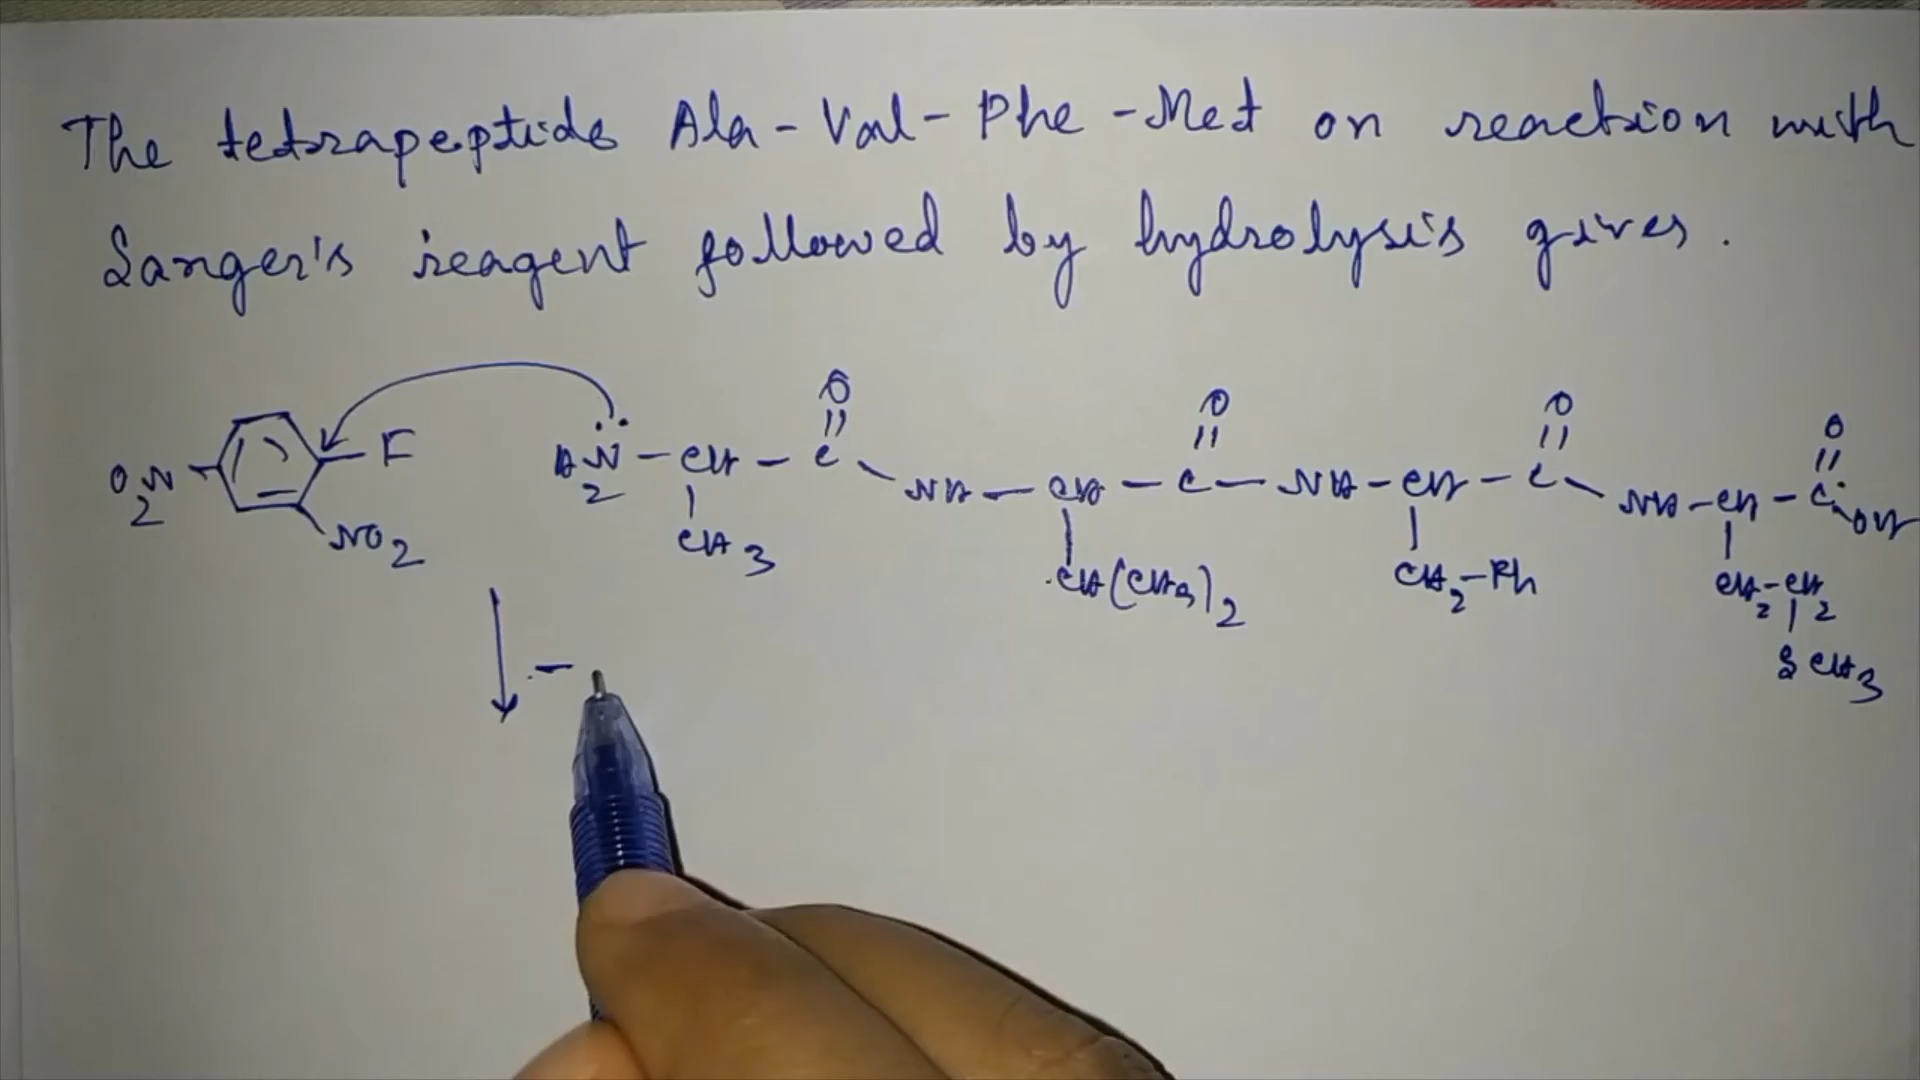 The tetrapeptide Ala - Val - Phe - Met on reaction with
Sanger's reagent followed by hydrolysis gives.
O O O O
O2N F H2N - CH - C - NH - CH - C - NH - CH - C - NH - CH - C - OH
NO2 CH3 CH(CH3)2 CH2-Ph CH2-CH2
SCH3
-